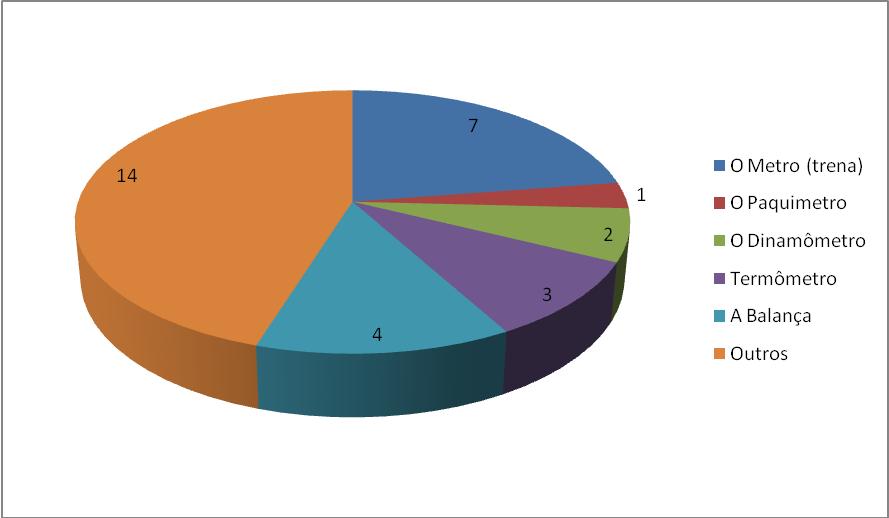 7
1
2
3
4
14
O Metro (trena)
O Paquimetro
O Dinamômetro
Termômetro
A Balança
Outros